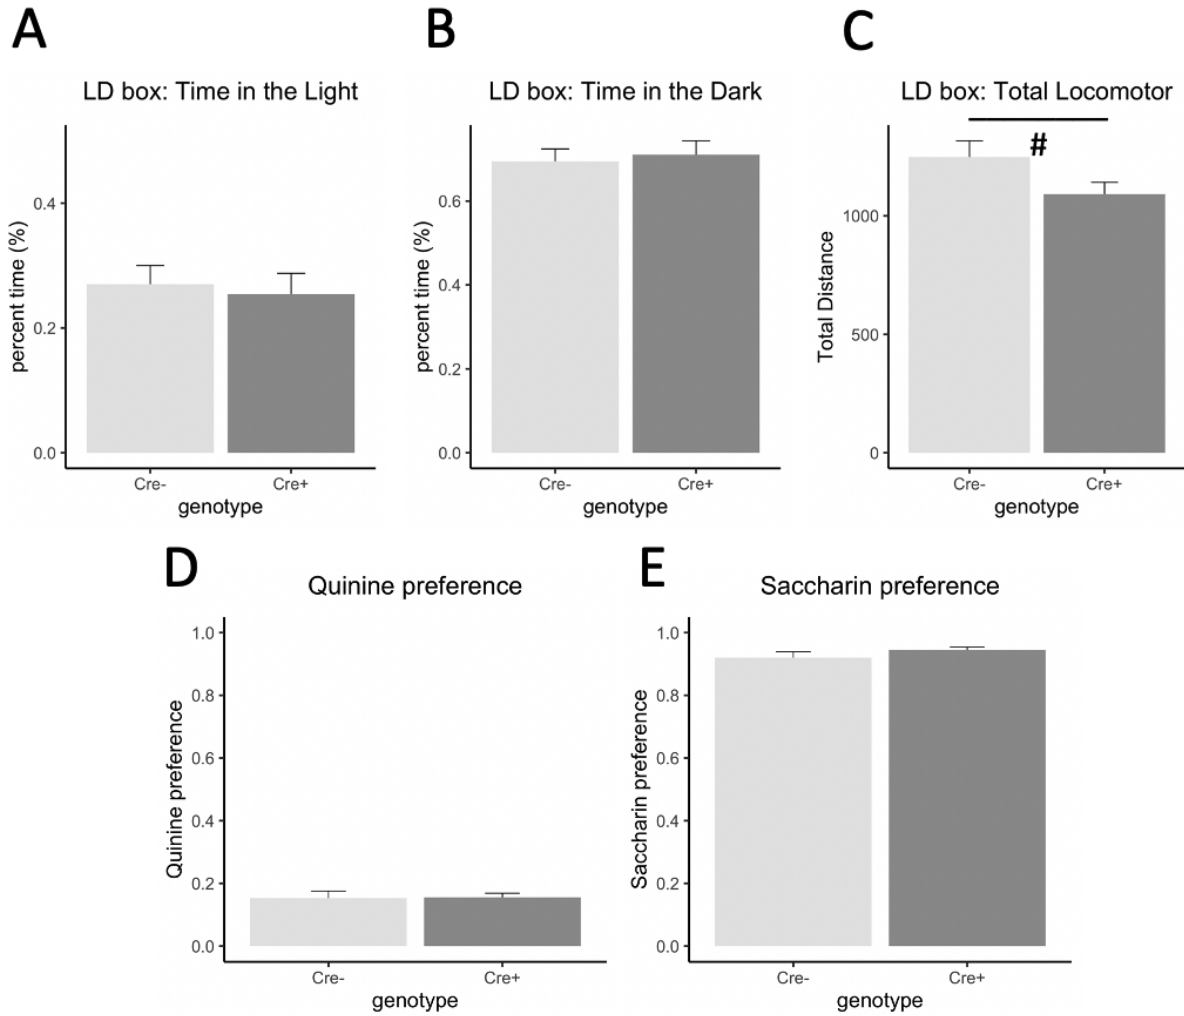 A
LD box: Time in the Light
percent time (%)
0.4
0.2
0.0
Cre-
Cre+
genotype
B
LD box: Time in the Dark
percent time (%)
0.6
0.4
0.2
0.0
Cre-
Cre+
genotype
C
LD box: Total Locomotor
#
Total Distance
1000
500
0
Cre-
Cre+
genotype
D
Quinine preference
Quinine preference
1.0
0.8
0.6
0.4
0.2
0.0
Cre-
Cre+
genotype
E
Saccharin preference
Saccharin preference
1.0
0.8
0.6
0.4
0.2
0.0
Cre-
Cre+
genotype